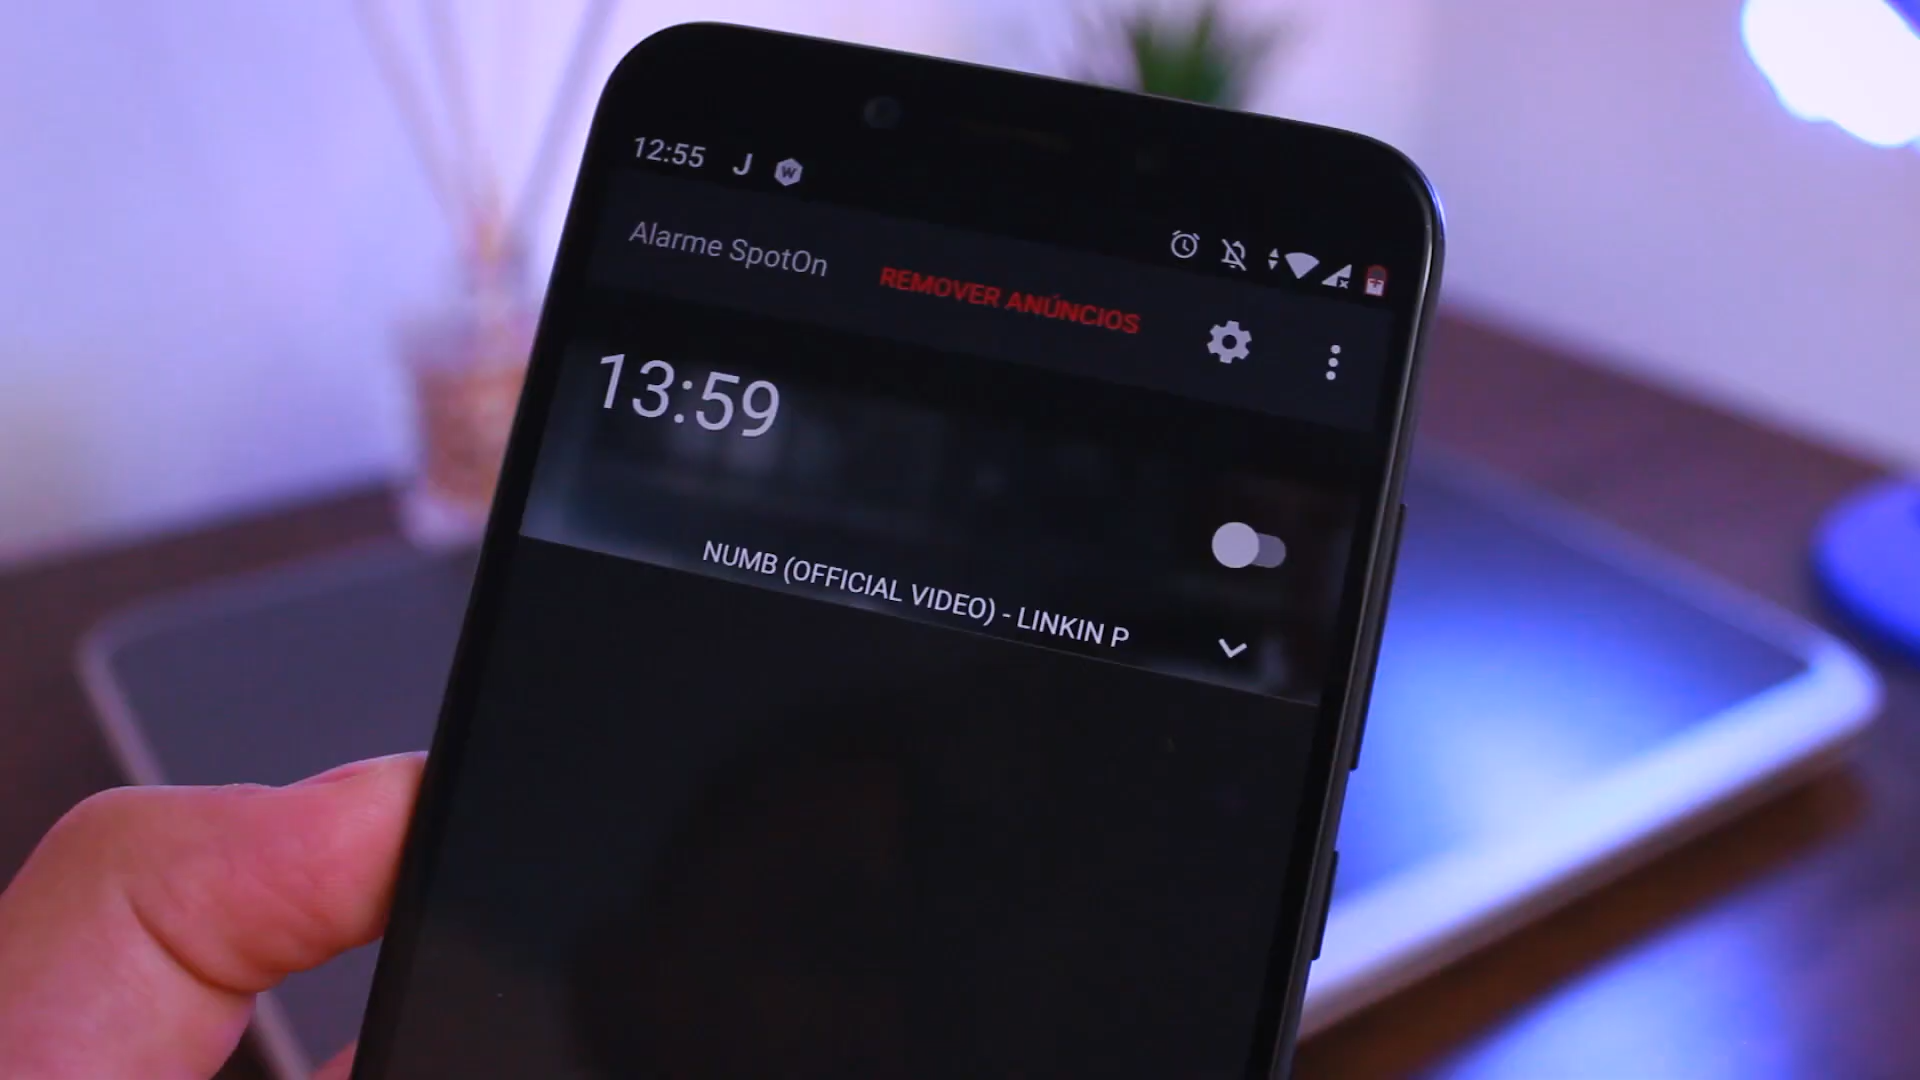 12:55 J W
Alarme SpotOn
REMOVER ANÚNCIOS
13:59
NUMB (OFFICIAL VIDEO) - LINKIN P